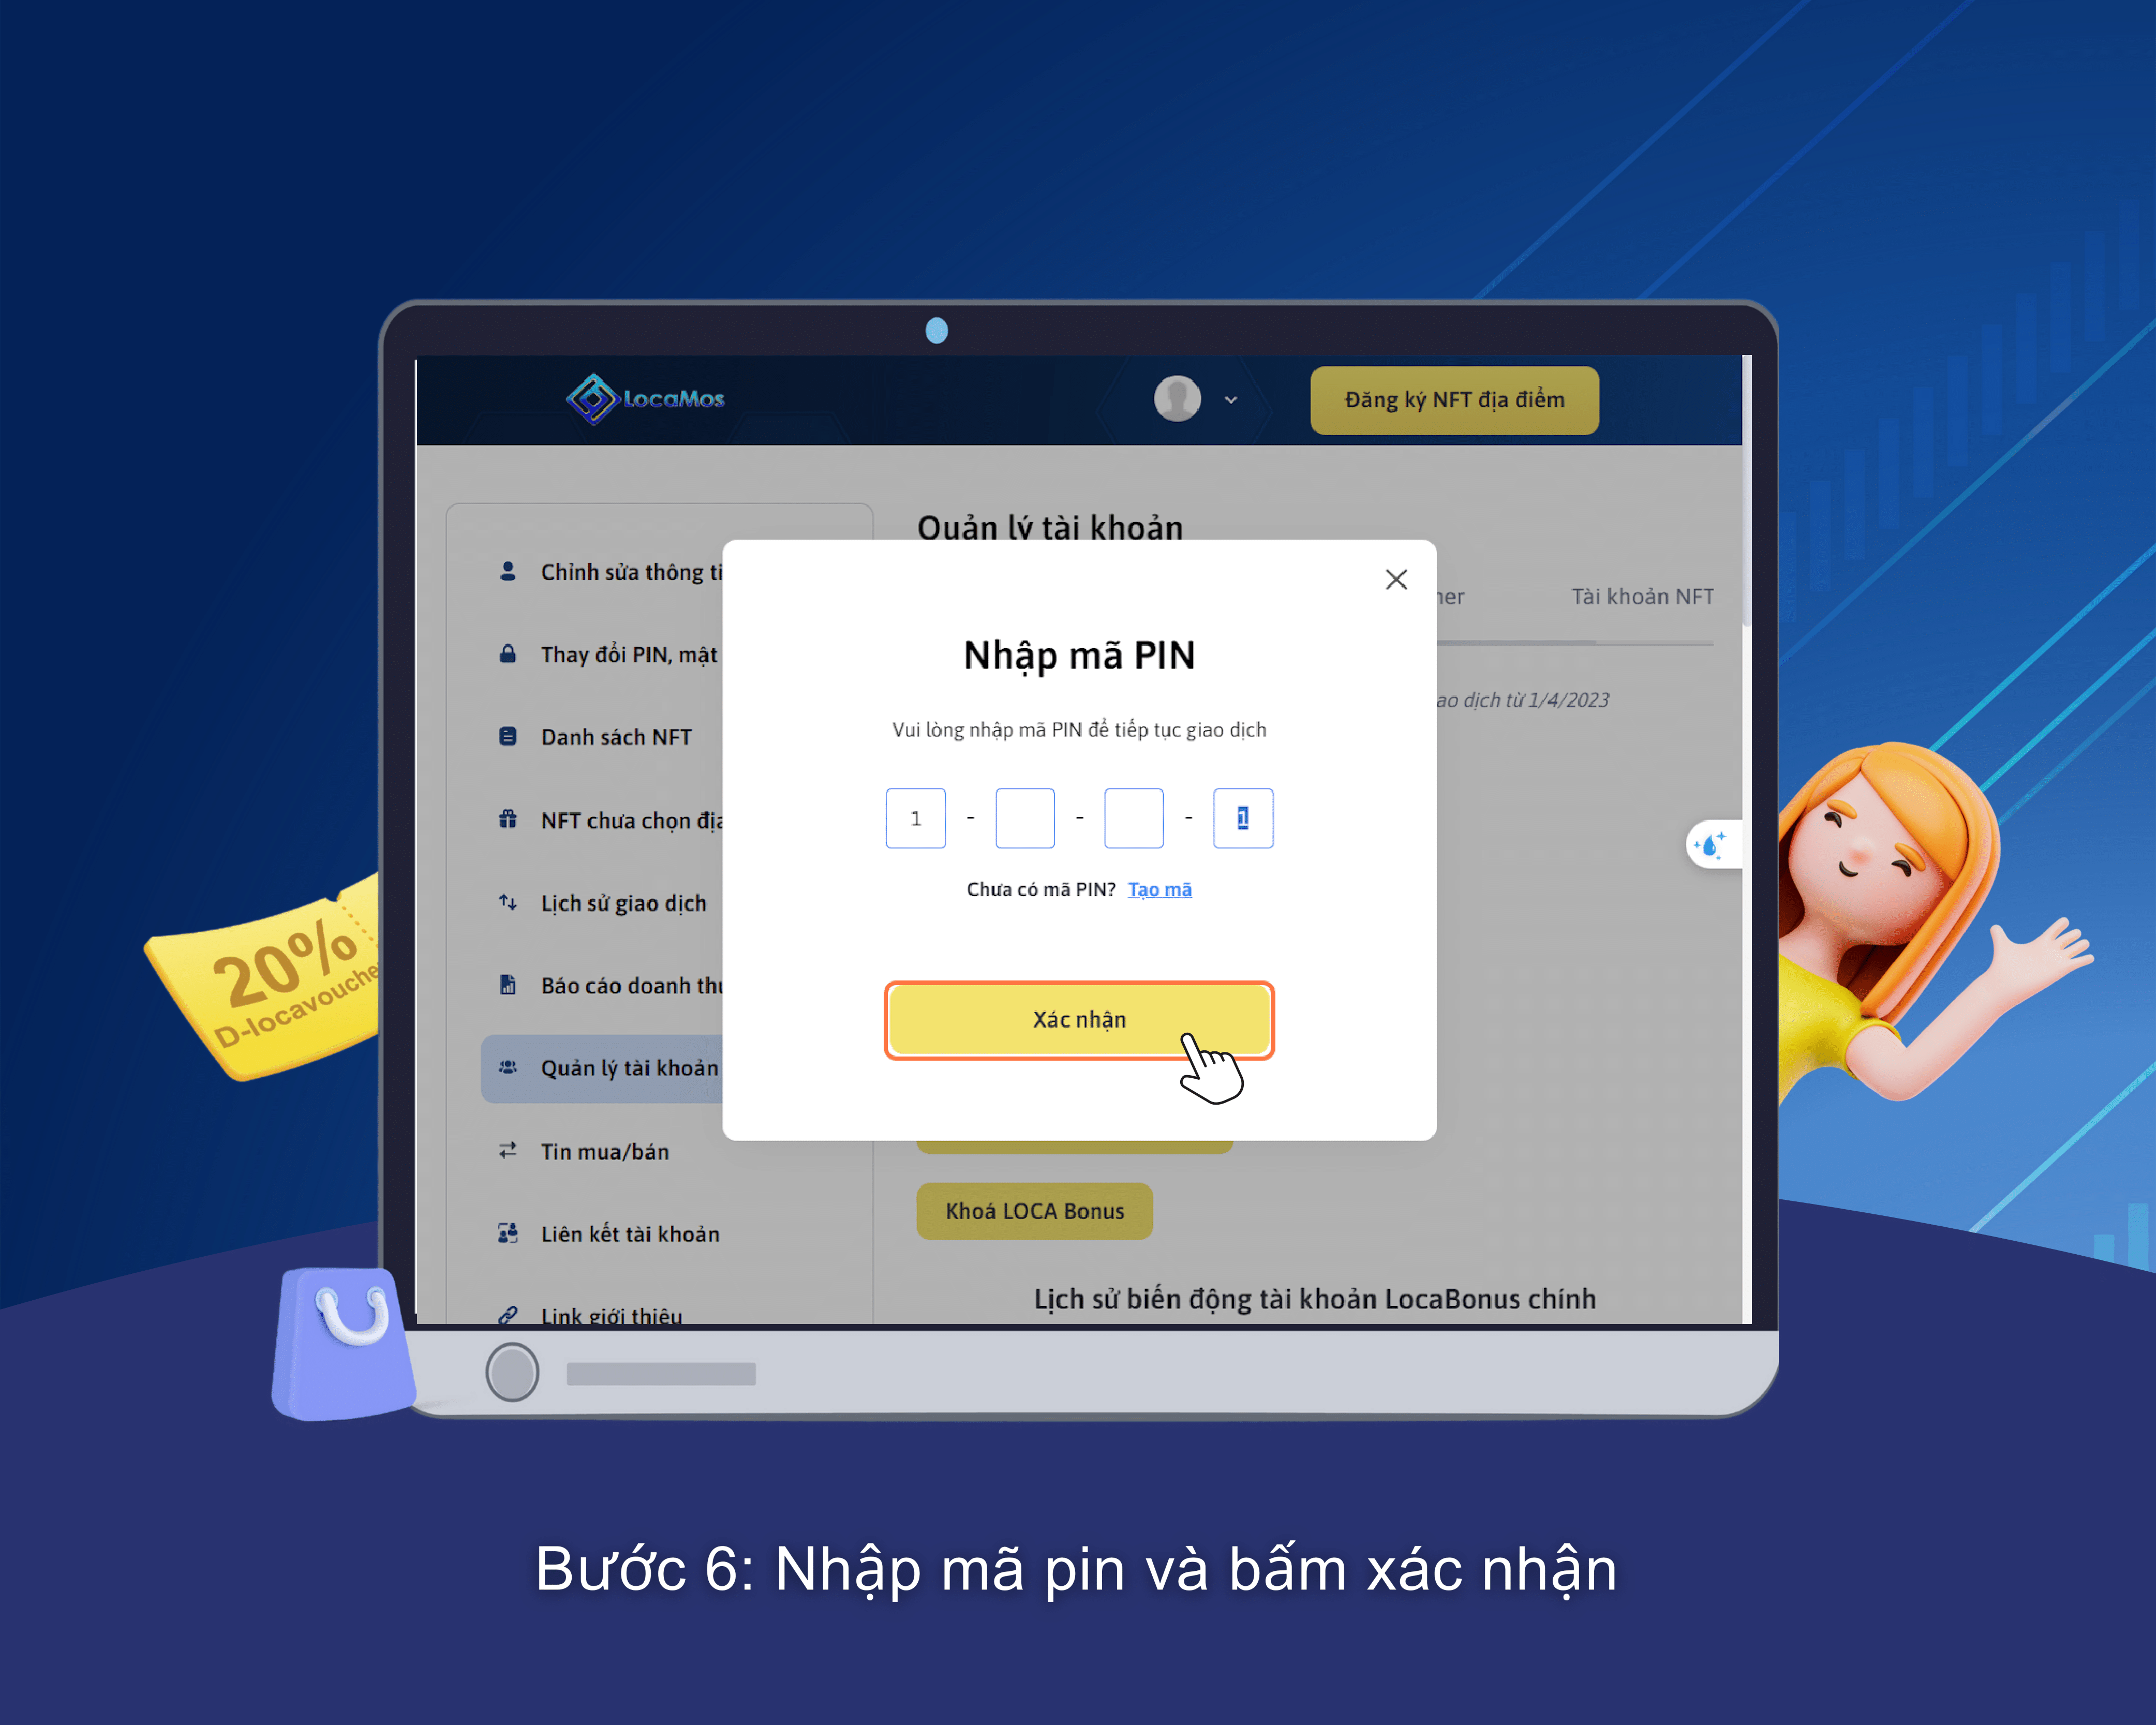 LocaMos
Đăng ký NFT địa điểm
Quản lý tài khoản
Chỉnh sửa thông ti
Tài khoản NFT
Thay đổi PIN, mật
Nhập mã PIN
ao dịch từ 1/4/2023
Danh sách NFT
Vui lòng nhập mã PIN để tiếp tục giao dịch
NFT chưa chọn địa
1 - - - 1
Lịch sử giao dịch
Chưa có mã PIN? Tạo mã
20%
D-locavouche
Báo cáo doanh thu
Xác nhận
Quản lý tài khoản
Tin mua/bán
Khoá LOCA Bonus
Liên kết tài khoản
Lịch sử biến động tài khoản LocaBonus chính
Link giới thiệu
Bước 6: Nhập mã pin và bấm xác nhận